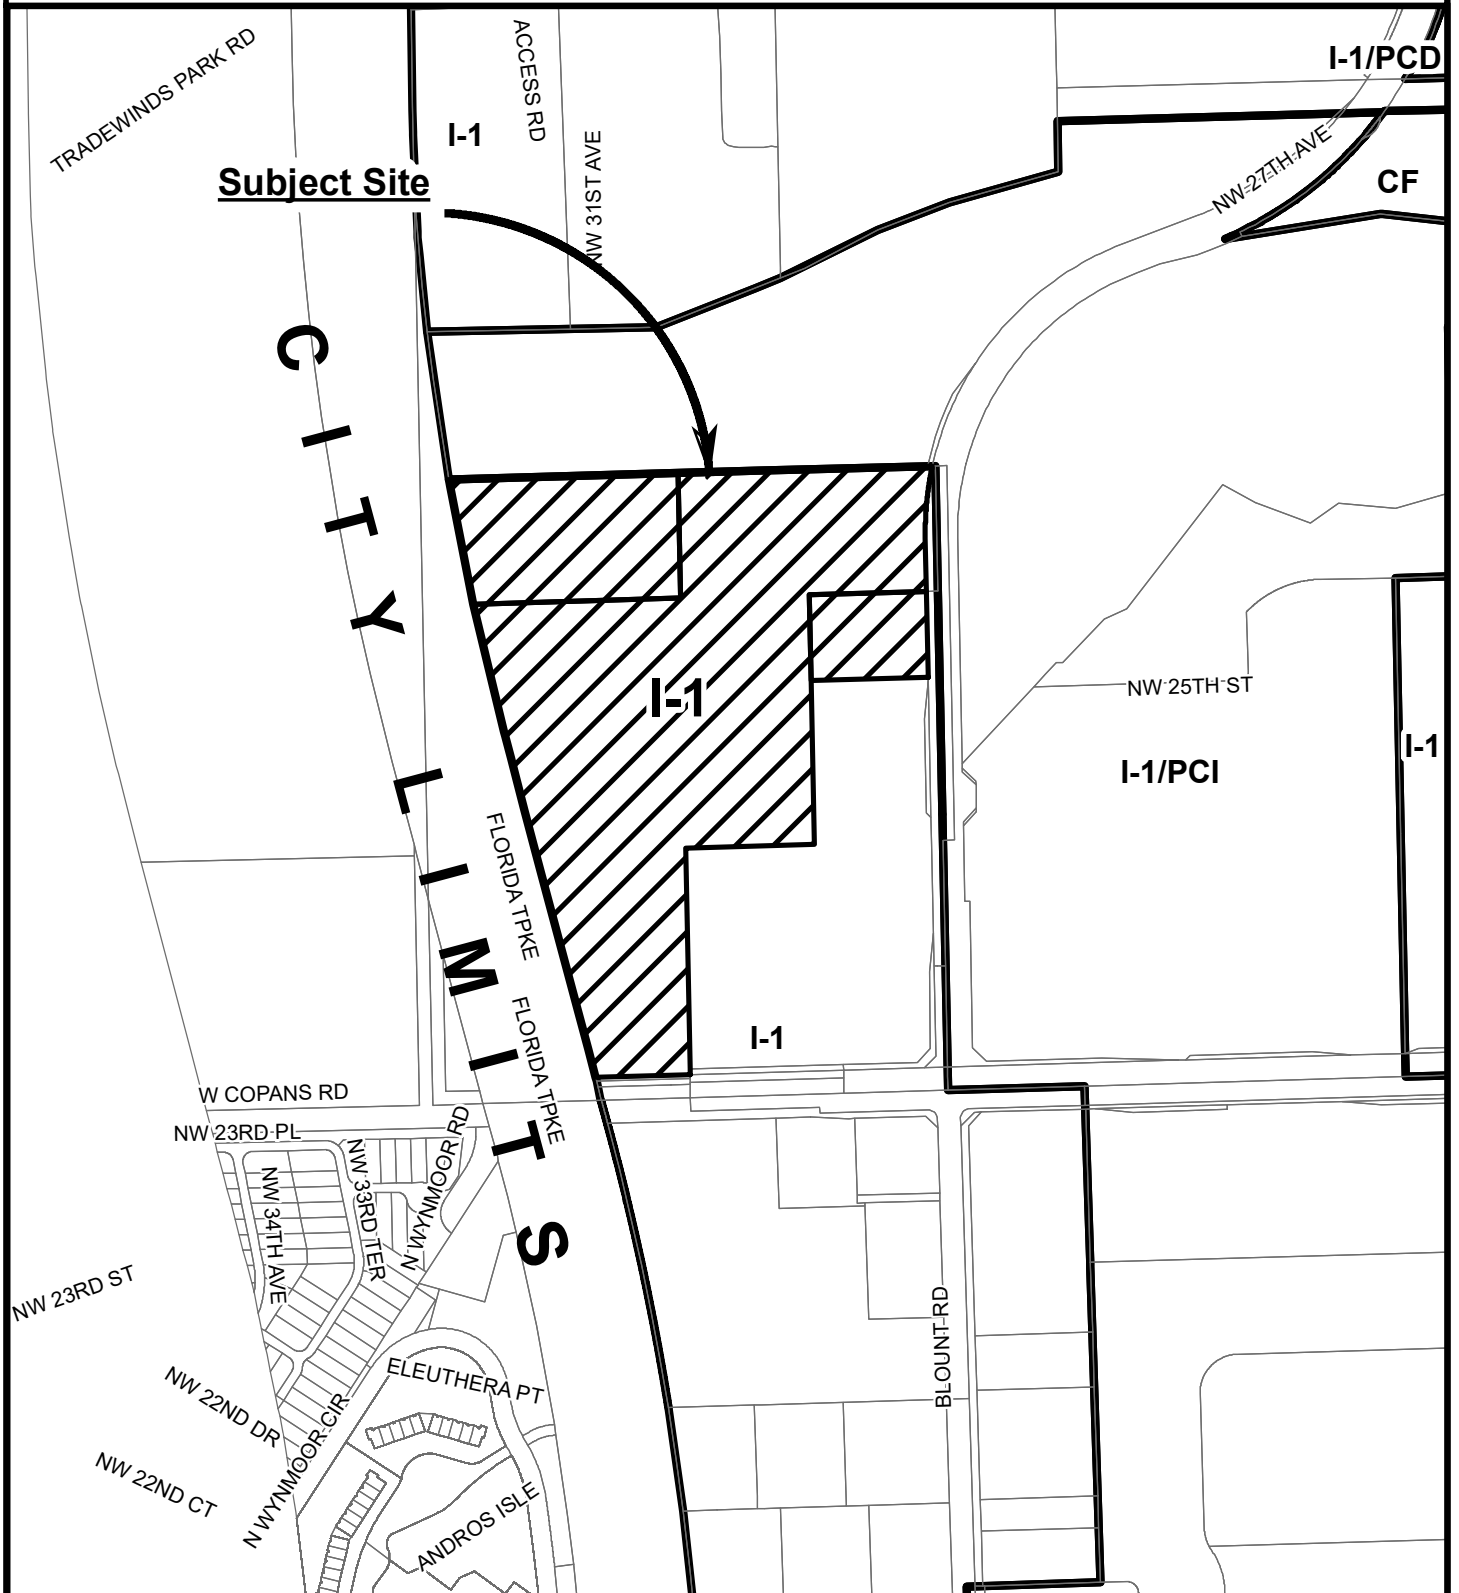 TRADEWINDS PARK RD
ACCESS RD
I-1/PCD
I-1
NW 31ST AVE
NW 27TH AVE
Subject Site
CF
CITY LIMITS
I-1
NW 25TH ST
I-1
I-1/PCI
FLORIDA TPKE
FLORIDA TPKE
I-1
W COPANS RD
NW 23RD PL
N WYNMOOR RD
NW 33RD TER
NW 34TH AVE
NW 23RD ST
BLOUNT RD
ELEUTHERA PT
NW 22ND DR
N WYNMOOR CIR
NW 22ND CT
ANDROS ISLE